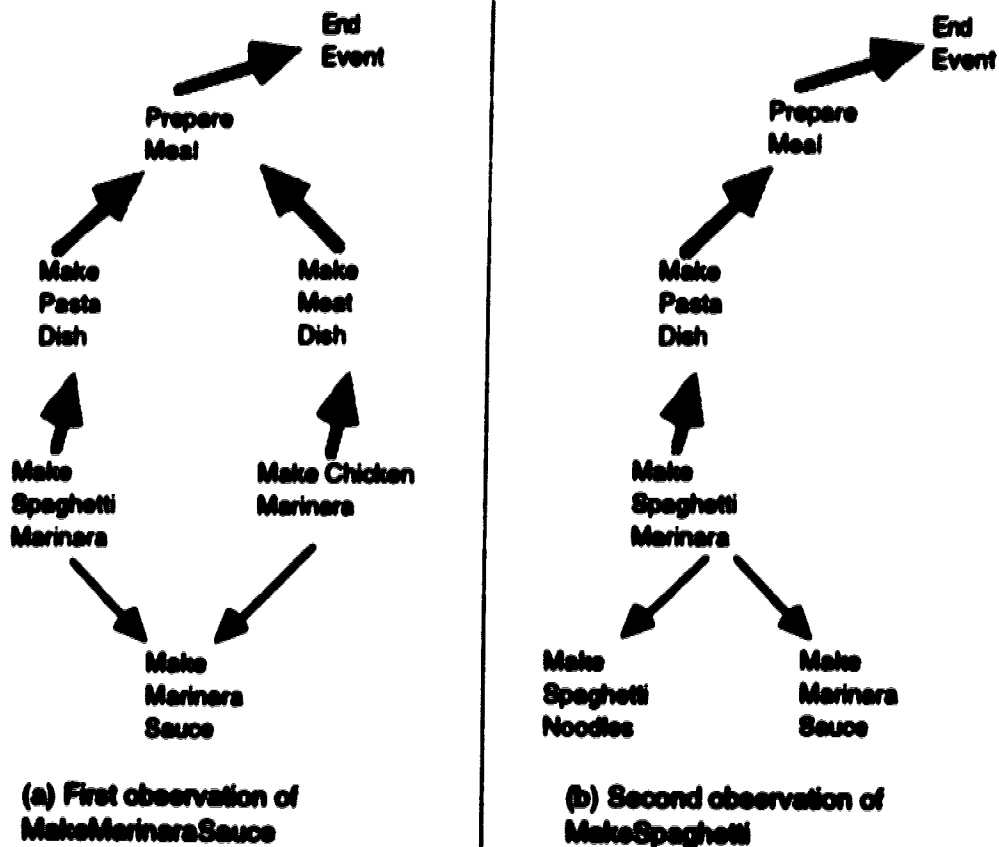 End
Event
Prepare
Meal
Make
Pasta
Dish
Make
Meat
Dish
Make
Spaghetti
Marinara
Make Chicken
Marinara
Make
Marinara
Sauce
(a) First observation of
MakeMarinaraSauce
End
Event
Prepare
Meal
Make
Pasta
Dish
Make
Spaghetti
Marinara
Make
Spaghetti
Noodles
Make
Marinara
Sauce
(b) Second observation of
MakeSpaghetti